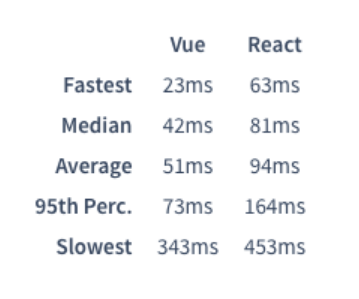 Vue React
Fastest 23ms 63ms
Median 42ms 81ms
Average 51ms 94ms
95th Perc. 73ms 164ms
Slowest 343ms 453ms